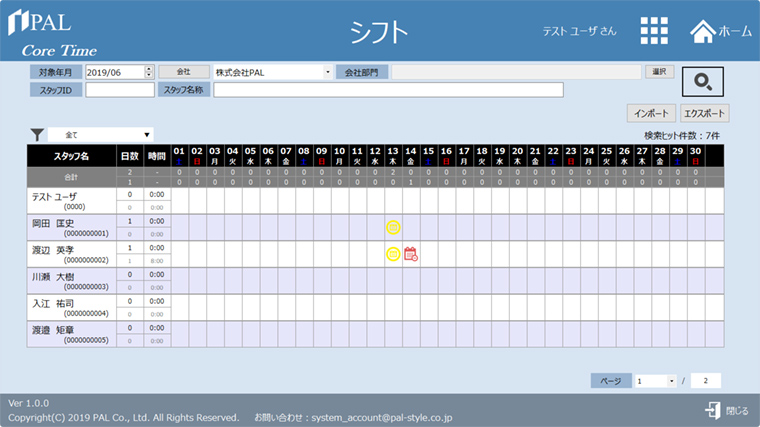 PAL
Core Time
シフト
テスト ユーザ さん
ホーム
対象年月 2019/06 会社 株式会社PAL 会社部門 選択
スタッフID スタッフ名称
インポート エクスポート
全て 検索ヒット件数：7件
スタッフ名 日数 時間 01 02 03 04 05 06 07 08 09 10 11 12 13 14 15 16 17 18 19 20 21 22 23 24 25 26 27 28 29 30
土 日 月 火 水 木 金 土 日 月 火 水 木 金 土 日 月 火 水 木 金 土 日 月 火 水 木 金 土 日
合計 2 - 0 0 0 0 0 0 0 0 0 0 0 0 2 0 0 0 0 0 0 0 0 0 0 0 0 0 0 0 0 0
1 - 0 0 0 0 0 0 0 0 0 0 0 0 0 1 0 0 0 0 0 0 0 0 0 0 0 0 0 0 0 0
テスト ユーザ 0 0:00
(0000) 0 0:00
岡田 匡史 1 0:00
(0000000001) 0 0:00
渡辺 英孝 1 0:00
(0000000002) 1 8:00
川瀬 大樹 0 0:00
(0000000003) 0 0:00
入江 祐司 0 0:00
(0000000004) 0 0:00
渡邉 矩章 0 0:00
(0000000005) 0 0:00
ページ 1 / 2
Ver 1.0.0
Copyright(C) 2019 PAL Co., Ltd. All Rights Reserved. お問い合わせ：system_account@pal-style.co.jp
閉じる